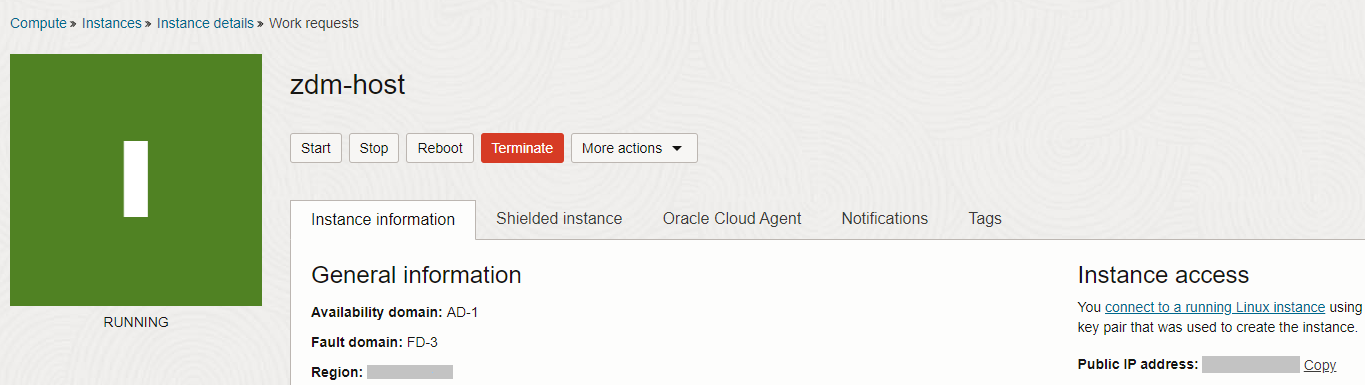 Compute » Instances » Instance details » Work requests
I
zdm-host
Start Stop Reboot Terminate More actions
Instance information Shielded instance Oracle Cloud Agent Notifications Tags
General information
Availability domain: AD-1
Fault domain: FD-3
Region:
RUNNING
Instance access
You connect to a running Linux instance using
key pair that was used to create the instance.
Public IP address: Copy